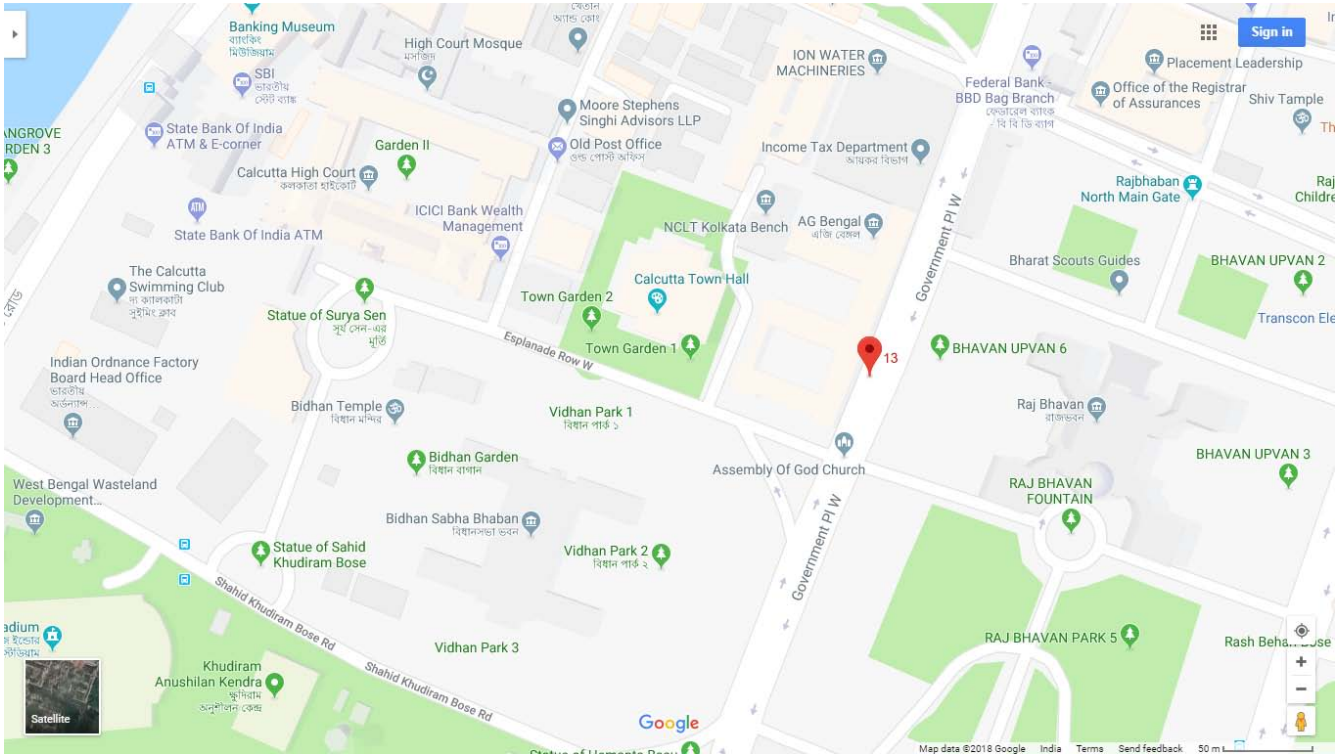 Banking Museum
ব্যাংকিং
মিউজিয়াম
High Court Mosque
মসজিদ
অ্যান্ড কোং
SBI
ভারতীয়
স্টেট ব্যাঙ্ক
ION WATER
MACHINERIES
Federal Bank -
BBD Bag Branch
ফেডারেল ব্যাংক
- বি বি ডি ব্যাগ
Placement Leadership
Office of the Registrar
of Assurances
Shiv Tample
Sign in
State Bank Of India
ATM & E-corner
Moore Stephens
Singhi Advisors LLP
Old Post Office
ওল্ড পোস্ট অফিস
Garden II
Income Tax Department
আয়কর বিভাগ
Calcutta High Court
কলকাতা হাইকোর্ট
Rajbhaban
North Main Gate
ATM
State Bank Of India ATM
ICICI Bank Wealth
Management
NCLT Kolkata Bench
AG Bengal
এজি বেঙ্গল
Government Pl W
Bharat Scouts Guides
BHAVAN UPVAN 2
The Calcutta
Swimming Club
দ্য ক্যালকাটা
সুইমিং ক্লাব
Calcutta Town Hall
Town Garden 2
Statue of Surya Sen
সূর্য সেন-এর
মূর্তি
Esplanade Row W
Town Garden 1
13
BHAVAN UPVAN 6
Indian Ordnance Factory
Board Head Office
ভারতীয়
অর্ডন্যান্স...
Bidhan Temple
বিধান মন্দির
Vidhan Park 1
বিধান পার্ক ১
Raj Bhavan
রাজভবন
Bidhan Garden
বিধান বাগান
Assembly Of God Church
BHAVAN UPVAN 3
West Bengal Wasteland
Development...
RAJ BHAVAN
FOUNTAIN
Bidhan Sabha Bhaban
বিধানসভা ভবন
Statue of Sahid
Khudiram Bose
Vidhan Park 2
বিধান পার্ক ২
Government Pl W
Shahid Khudiram Bose Rd
Vidhan Park 3
RAJ BHAVAN PARK 5
Khudiram
Anushilan Kendra
ক্ষুদিরাম
অনুশীলন কেন্দ্র
Shahid Khudiram Bose Rd
Satellite
Google
Map data ©2018 Google India Terms Send feedback 50 m